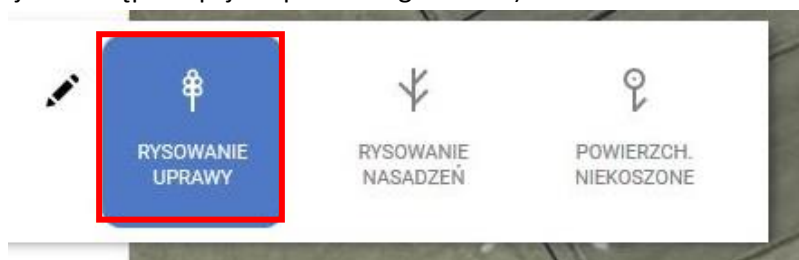 RYSOWANIE
UPRAWY
RYSOWANIE
NASADZEŃ
POWIERZCH.
NIEKOSZONE